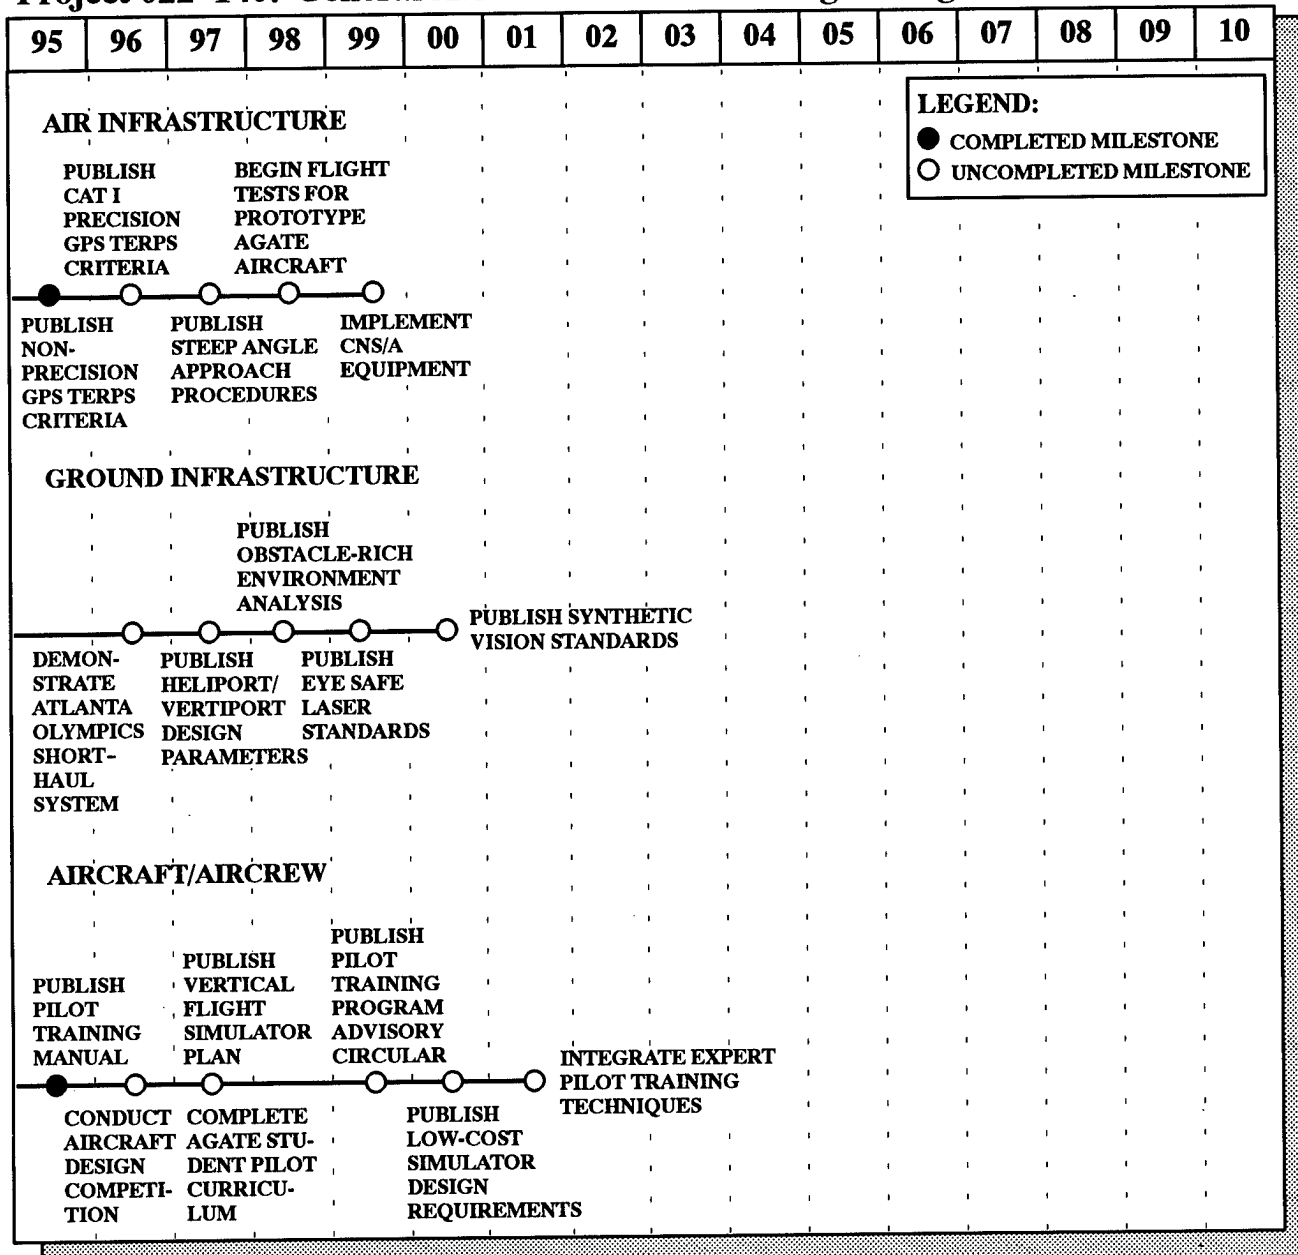 95 96 97 98 99 00 01 02 03 04 05 06 07 08 09 10
LEGEND:
COMPLETED MILESTONE
UNCOMPLETED MILESTONE
AIR INFRASTRUCTURE
PUBLISH
CAT I
PRECISION
GPS TERPS
CRITERIA
BEGIN FLIGHT
TESTS FOR
PROTOTYPE
AGATE
AIRCRAFT
PUBLISH
NON-
PRECISION
GPS TERPS
CRITERIA
PUBLISH
STEEP ANGLE
APPROACH
PROCEDURES
IMPLEMENT
CNS/A
EQUIPMENT
GROUND INFRASTRUCTURE
PUBLISH
OBSTACLE-RICH
ENVIRONMENT
ANALYSIS
PUBLISH SYNTHETIC
VISION STANDARDS
DEMON-
STRATE
ATLANTA
OLYMPICS
SHORT-
HAUL
SYSTEM
PUBLISH
HELIPORT/
VERTIPORT
DESIGN
PARAMETERS
PUBLISH
EYE SAFE
LASER
STANDARDS
AIRCRAFT/AIRCREW
PUBLISH
PILOT
TRAINING
MANUAL
PUBLISH
VERTICAL
FLIGHT
SIMULATOR
PLAN
PUBLISH
PILOT
TRAINING
PROGRAM
ADVISORY
CIRCULAR
INTEGRATE EXPERT
PILOT TRAINING
TECHNIQUES
CONDUCT
AIRCRAFT
DESIGN
COMPETI-
TION
COMPLETE
AGATE STU-
DENT PILOT
CURRICU-
LUM
PUBLISH
LOW-COST
SIMULATOR
DESIGN
REQUIREMENTS